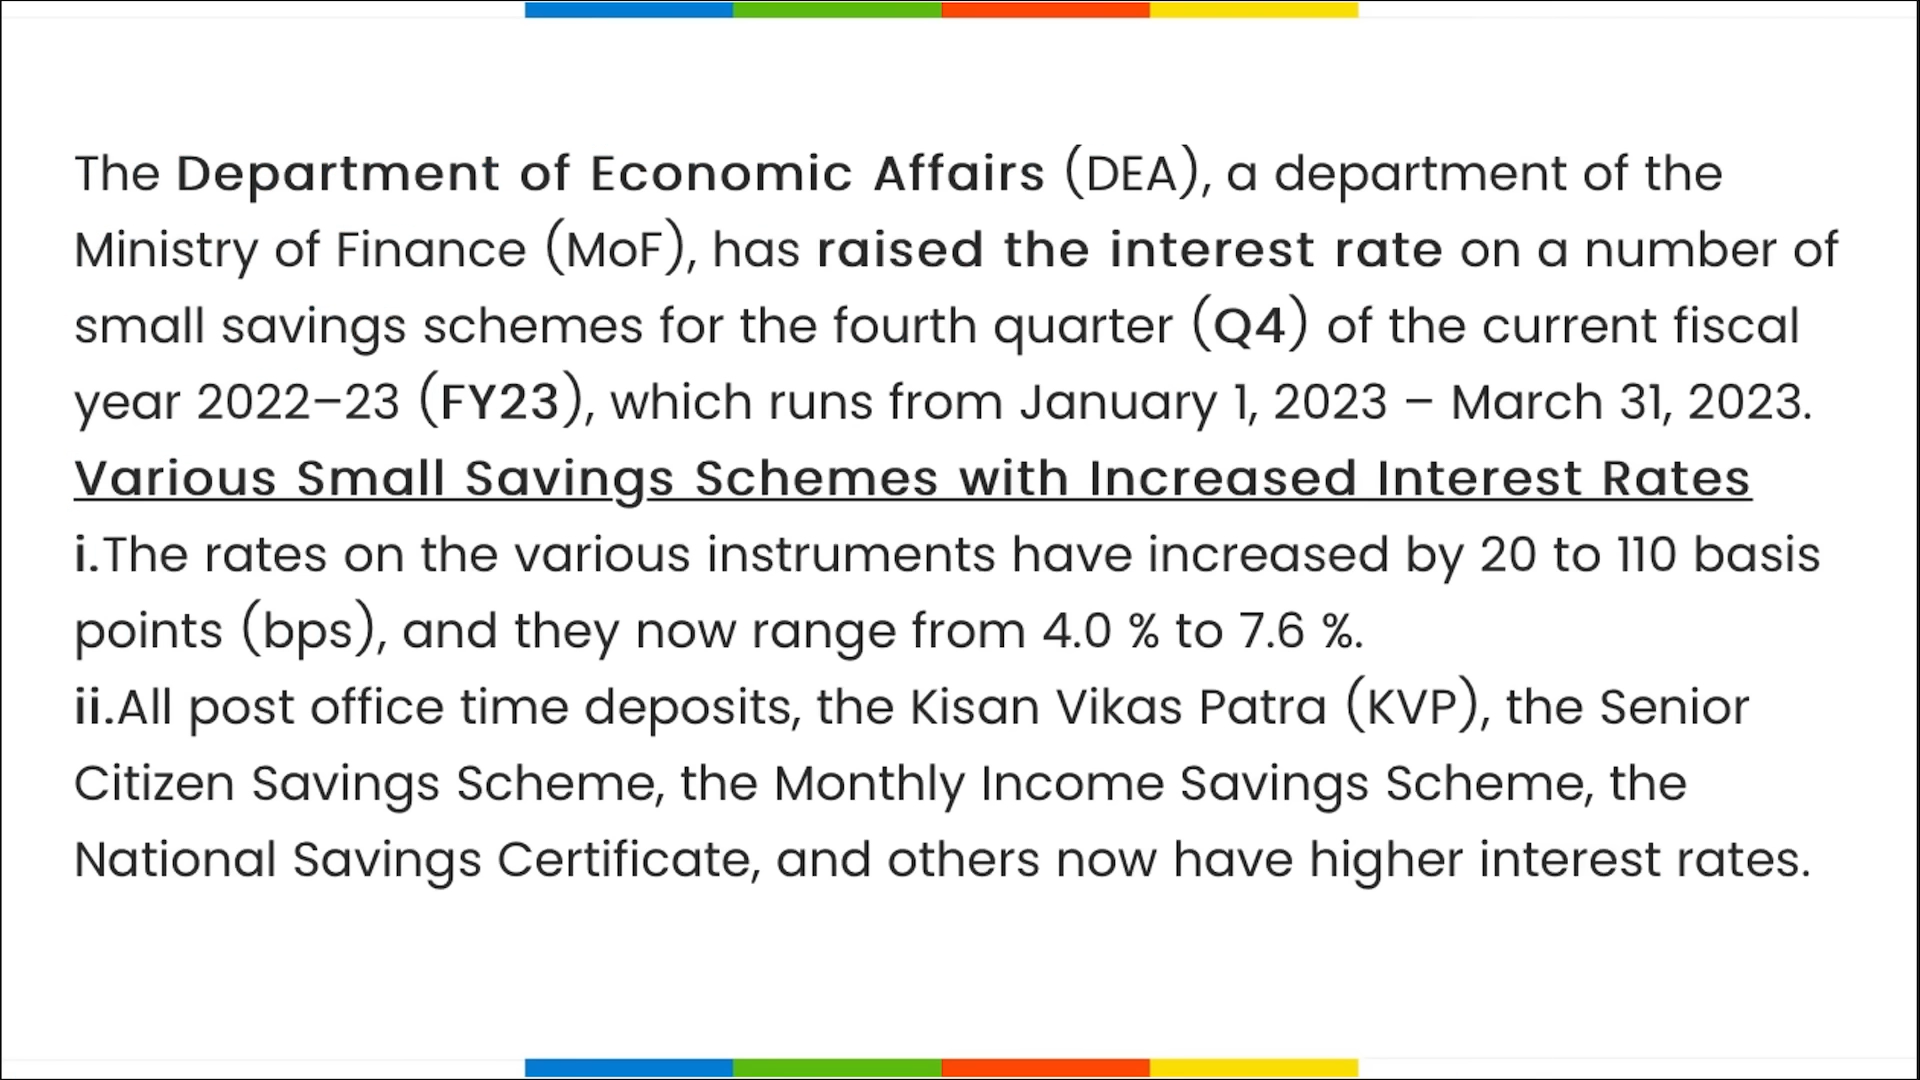 The Department of Economic Affairs (DEA), a department of the
Ministry of Finance (MoF), has raised the interest rate on a number of
small savings schemes for the fourth quarter (Q4) of the current fiscal
year 2022–23 (FY23), which runs from January 1, 2023 – March 31, 2023.
Various Small Savings Schemes with Increased Interest Rates
i.The rates on the various instruments have increased by 20 to 110 basis
points (bps), and they now range from 4.0 % to 7.6 %.
ii.All post office time deposits, the Kisan Vikas Patra (KVP), the Senior
Citizen Savings Scheme, the Monthly Income Savings Scheme, the
National Savings Certificate, and others now have higher interest rates.